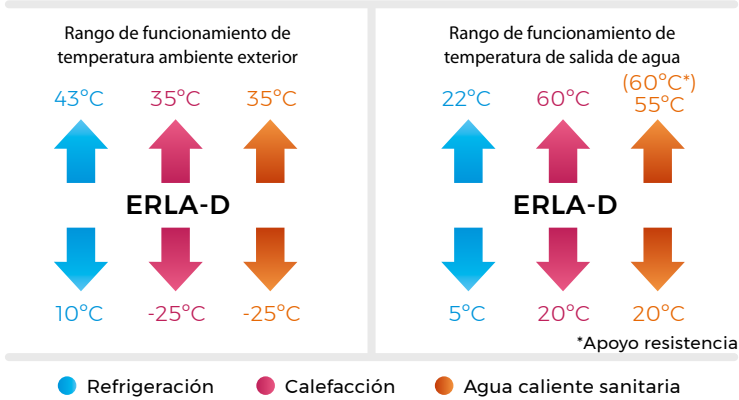 Rango de funcionamiento de
temperatura ambiente exterior
43°C 35°C 35°C
ERLA-D
10°C -25°C -25°C
Rango de funcionamiento de
temperatura de salida de agua
22°C 60°C (60°C*)
55°C
ERLA-D
5°C 20°C 20°C
*Apoyo resistencia
Refrigeración Calefacción Agua caliente sanitaria